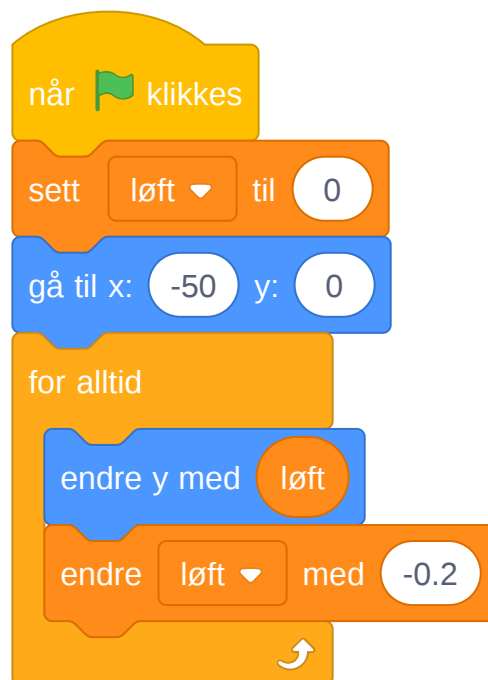 når klikkes
sett løft til 0
gå til x: -50 y: 0
for alltid
endre y med løft
endre løft med -0.2